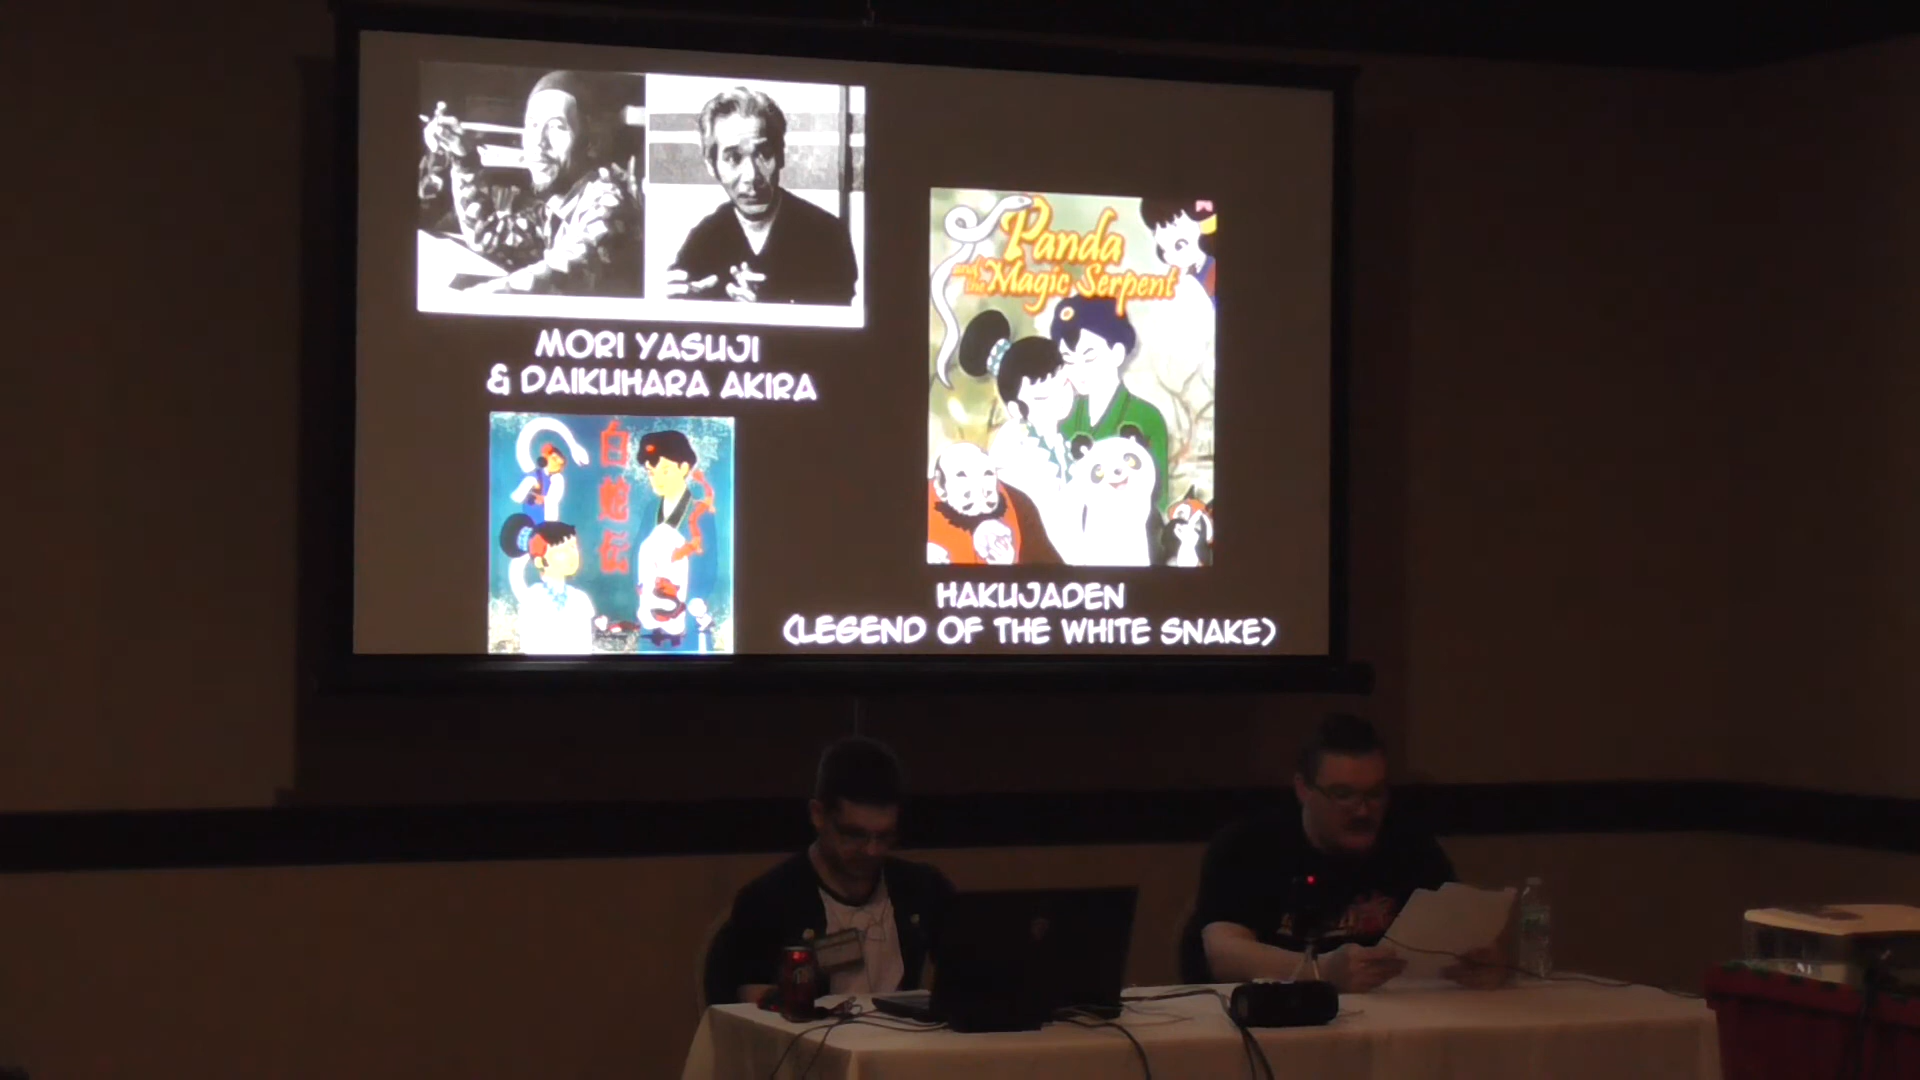 MORI YASUJI
& DAIKUHARA AKIRA
白蛇伝
Panda
and the Magic Serpent
HAKUJADEN
(LEGEND OF THE WHITE SNAKE)